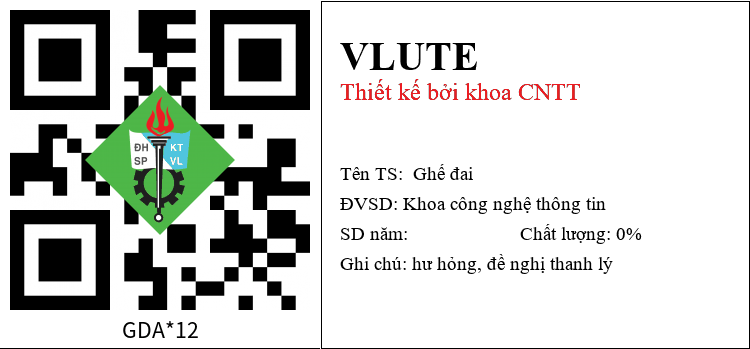 ĐH KT
SP VL
GDA*12
VLUTE
Thiết kế bởi khoa CNTT
Tên TS: Ghế đai
ĐVSD: Khoa công nghệ thông tin
SD năm: Chất lượng: 0%
Ghi chú: hư hỏng, đề nghị thanh lý